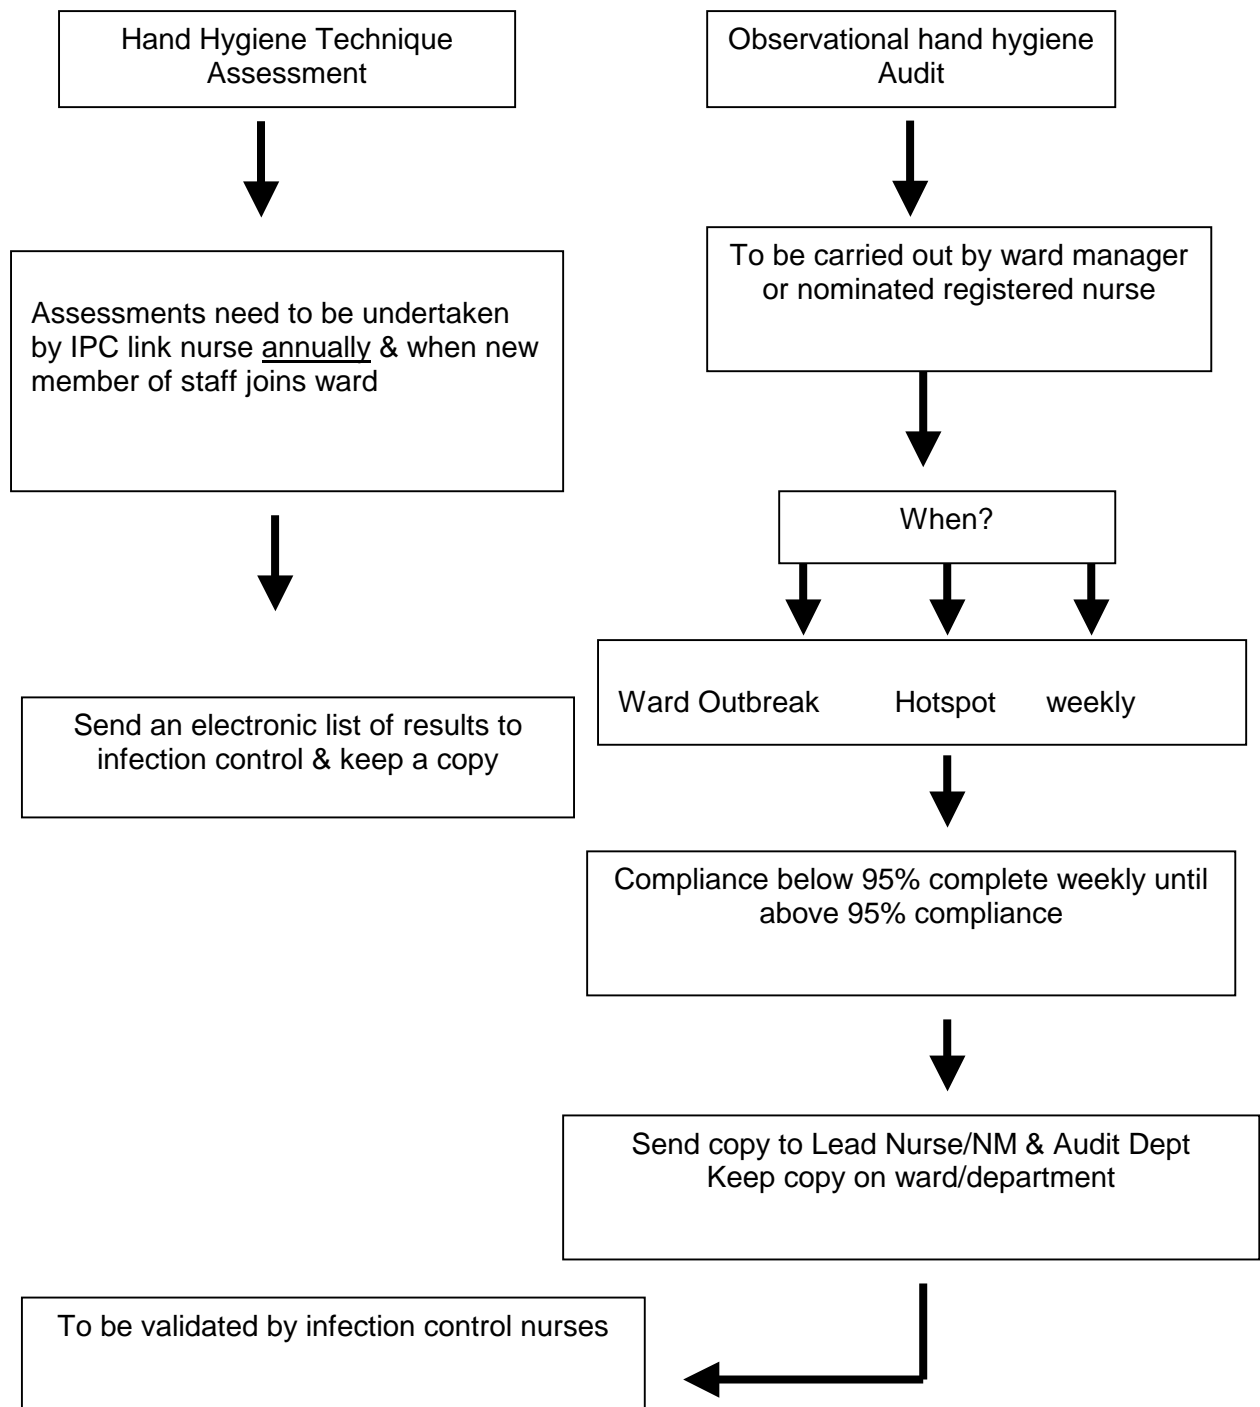 Hand Hygiene Technique
Assessment
Observational hand hygiene
Audit
Assessments need to be undertaken
by IPC link nurse annually & when new
member of staff joins ward
To be carried out by ward manager
or nominated registered nurse
When?
Ward Outbreak Hotspot weekly
Send an electronic list of results to
infection control & keep a copy
Compliance below 95% complete weekly until
above 95% compliance
Send copy to Lead Nurse/NM & Audit Dept
Keep copy on ward/department
To be validated by infection control nurses